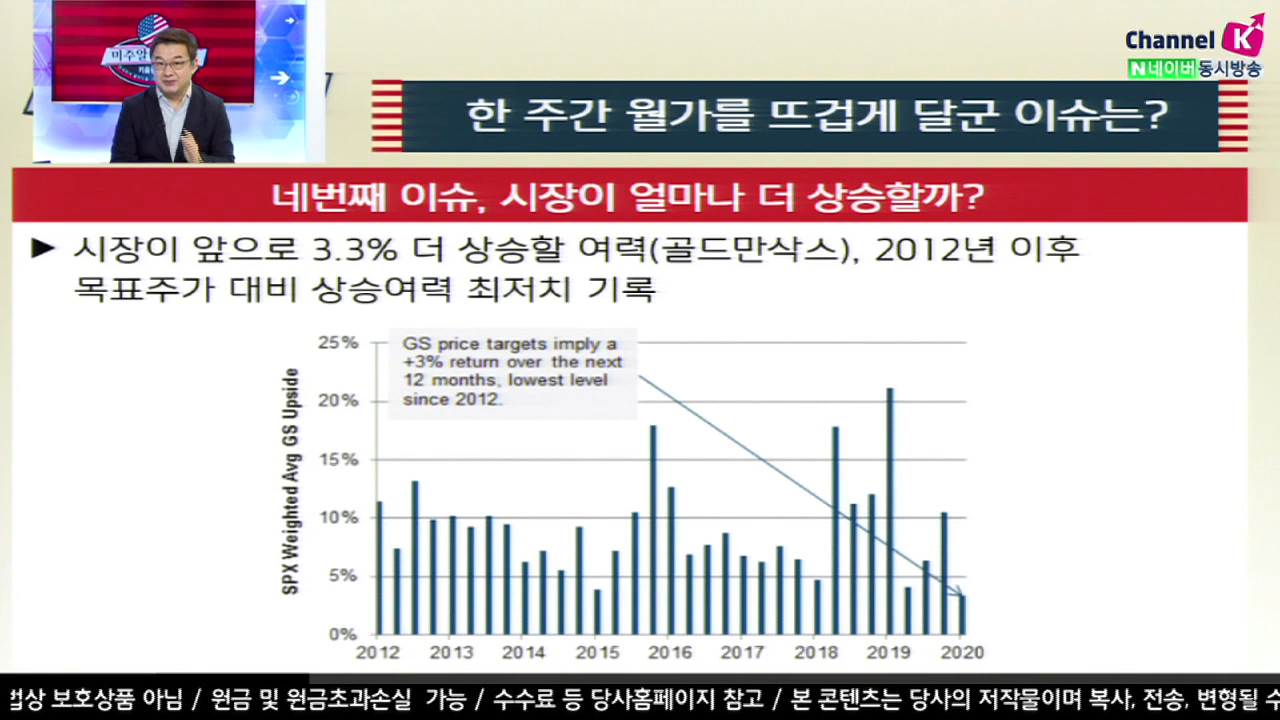 Channel K
N 네이버 동시방송
미주알
한 주간 월가를 뜨겁게 달군 이슈는?
네번째 이슈, 시장이 얼마나 더 상승할까?
▶ 시장이 앞으로 3.3% 더 상승할 여력(골드만삭스), 2012년 이후
목표주가 대비 상승여력 최저치 기록
SPX Weighted Avg GS Upside
25%
20%
15%
10%
5%
0%
GS price targets imply a
+3% return over the next
12 months, lowest level
since 2012.
2012 2013 2014 2015 2016 2017 2018 2019 2020
법상 보호상품 아님 / 원금 및 원금초과손실 가능 / 수수료 등 당사홈페이지 참고 / 본 콘텐츠는 당사의 저작물이며 복사, 전송, 변형될 수